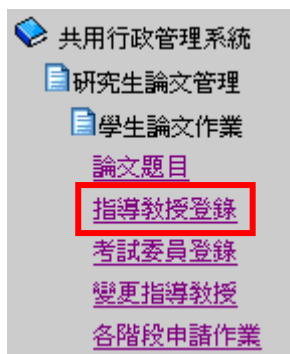 共用行政管理系統
研究生論文管理
學生論文作業
論文題目
指導教授登錄
考試委員登錄
變更指導教授
各階段申請作業